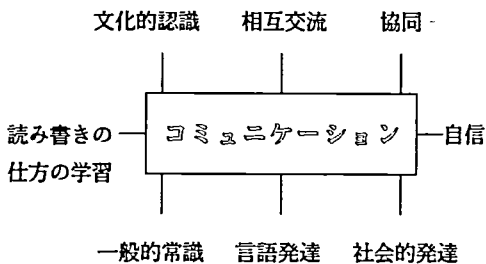 文化的認識 相互交流 協同
読み書きの
仕方の学習
コミュニケーション
自信
一般的常識 言語発達 社会的発達